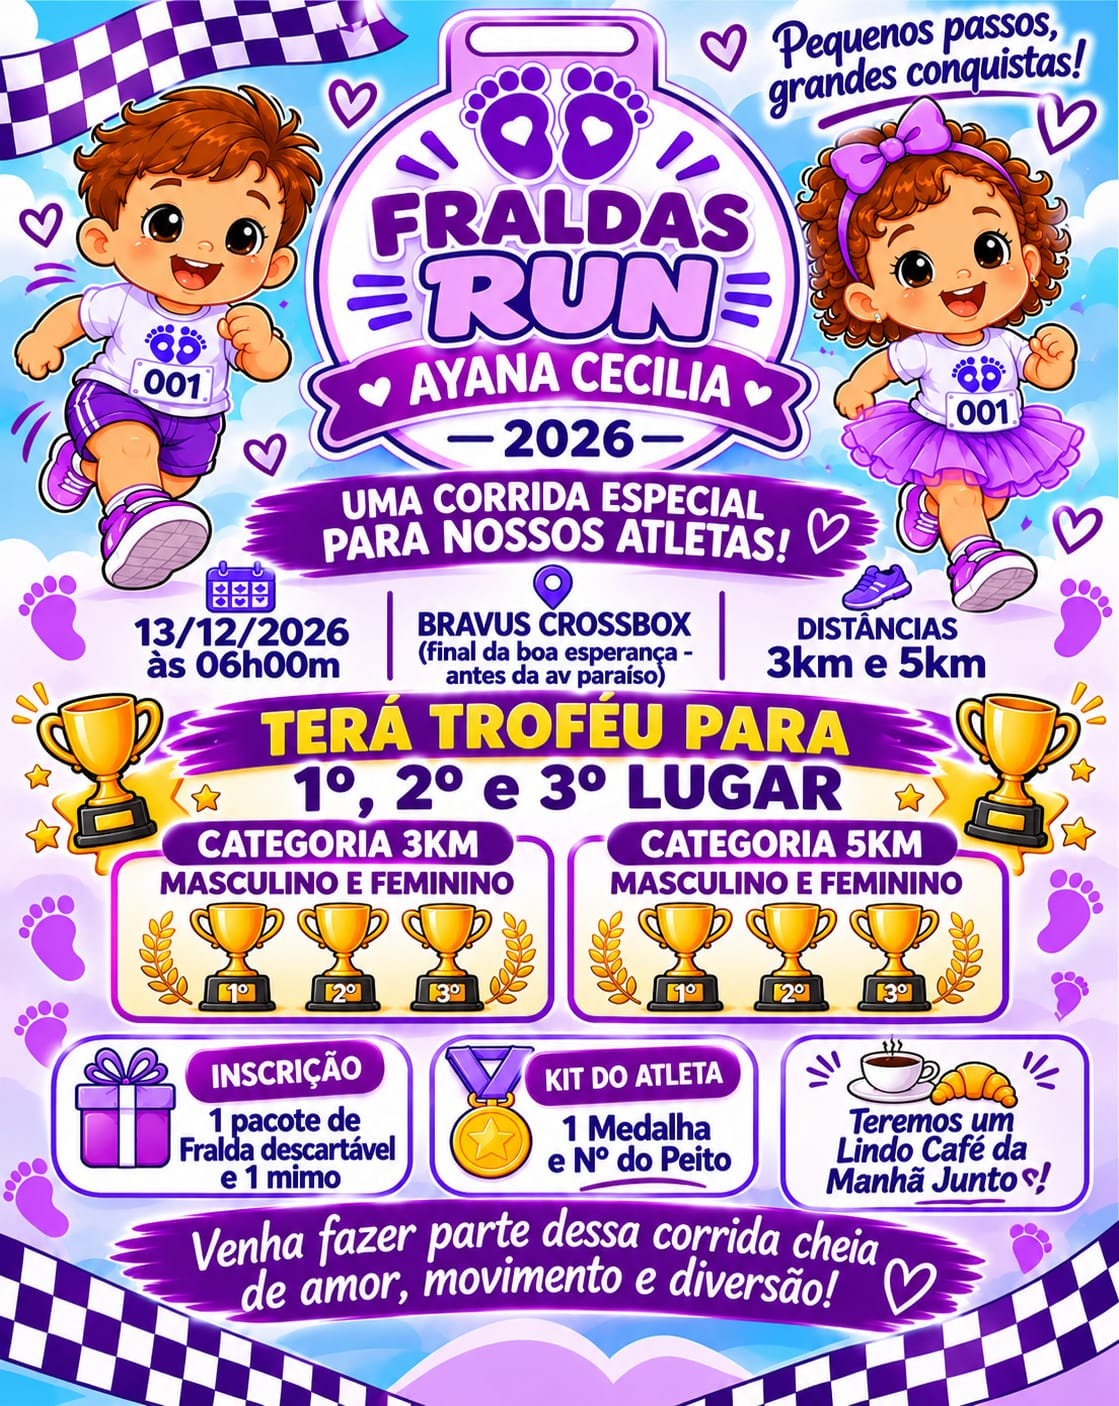 Pequenos passos,
grandes conquistas!
FRALDAS
RUN
AYANA CECILIA
2026
001
001
UMA CORRIDA ESPECIAL
PARA NOSSOS ATLETAS!
13/12/2026
às 06h00m
BRAVUS CROSSBOX
(final da boa esperança -
antes da av paraíso)
DISTÂNCIAS
3km e 5km
TERÁ TROFÉU PARA
1º, 2º e 3º LUGAR
CATEGORIA 3KM
MASCULINO E FEMININO
1º 2º 3º
CATEGORIA 5KM
MASCULINO E FEMININO
1º 2º 3º
INSCRIÇÃO
1 pacote de
Fralda descartável
e 1 mimo
KIT DO ATLETA
1 Medalha
e Nº do Peito
Teremos um
Lindo Café da
Manhã Junto !
Venha fazer parte dessa corrida cheia
de amor, movimento e diversão!